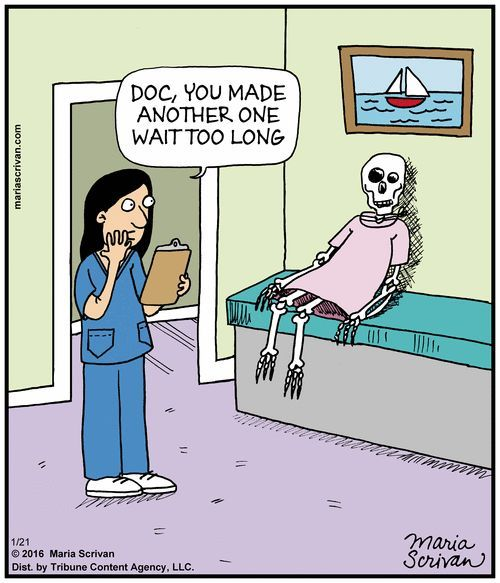 DOC, YOU MADE
ANOTHER ONE
WAIT TOO LONG
mariascrivan.com
1/21
© 2016 Maria Scrivan
Dist. by Tribune Content Agency, LLC.
Maria
Scrivan